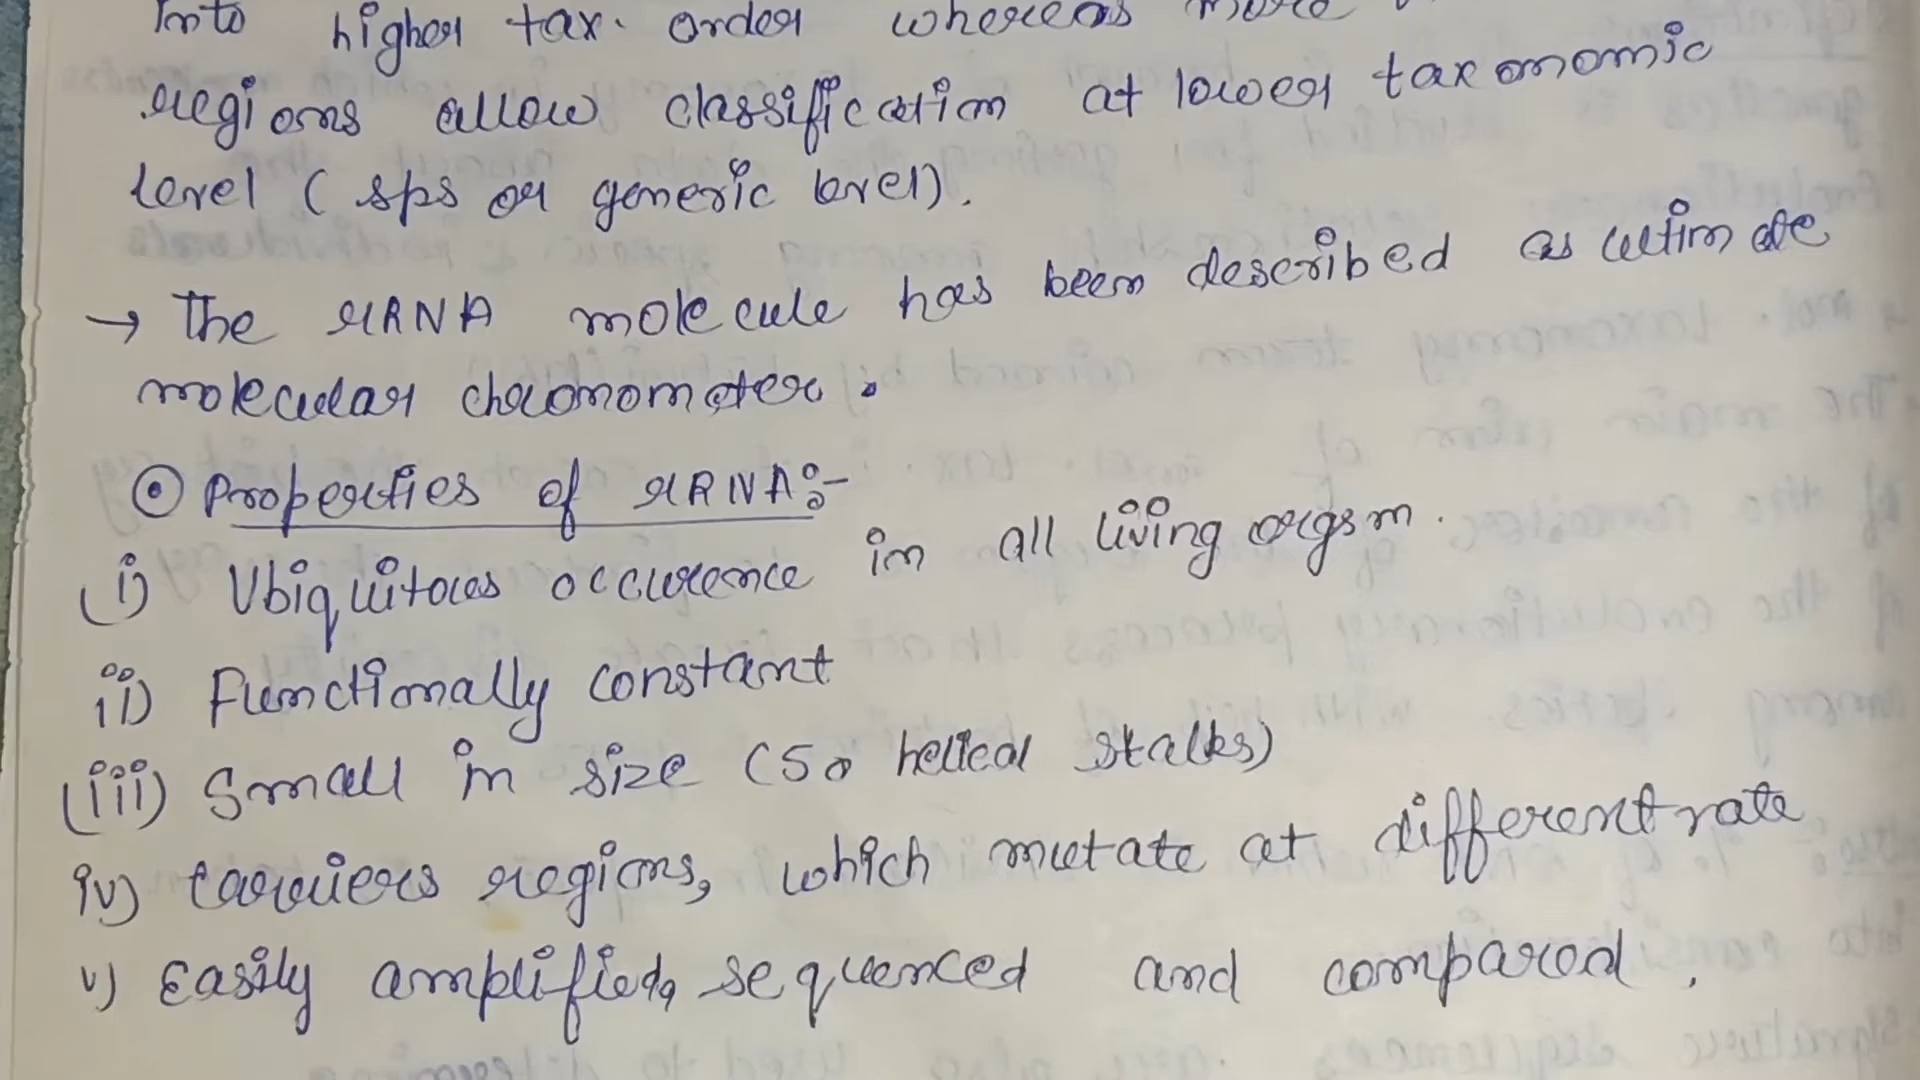 into higher tax. order whereas more
regions allow classification at lower taxonomic
level ( sps or generic level).
→ The rRNA molecule has been described as ultimate
molecular chronometer.
⊙ Properties of rRNA:-
(i) Ubiquitous occurence in all living orgsm.
ii) Functionally constant
(iii) Small in size (50 helical stalks)
iv) carriers regions, which mutate at different rate
v) Easily amplified, sequenced and compared.